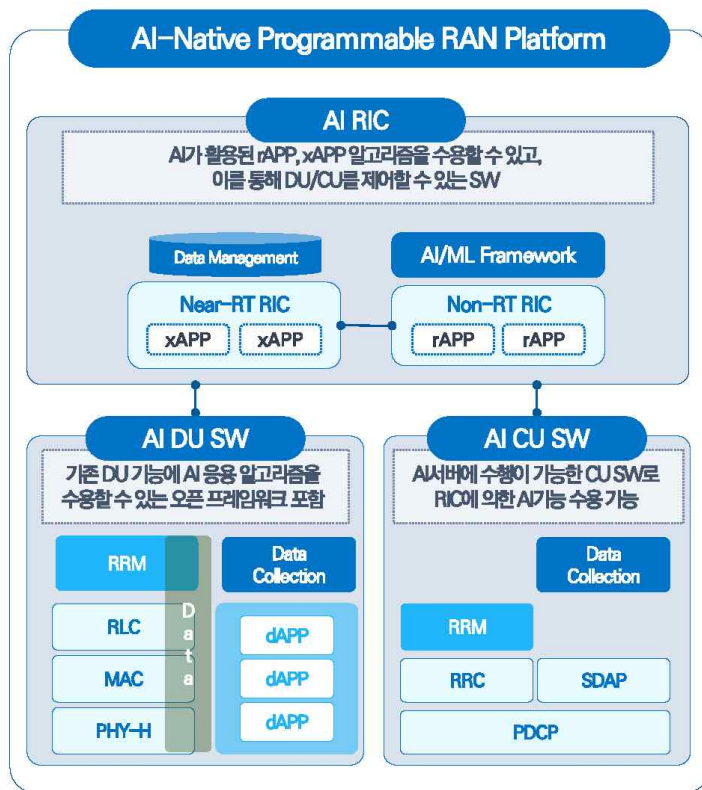 AI-Native Programmable RAN Platform
AI RIC
AI가 활용된 rAPP, xAPP 알고리즘을 수용할 수 있고,
이를 통해 DU/CU를 제어할 수 있는 SW
Data Management
AI/ML Framework
Near-RT RIC
xAPP
xAPP
Non-RT RIC
rAPP
rAPP
AI DU SW
기존 DU 기능에 AI 응용 알고리즘을
수용할 수 있는 오픈 프레임워크 포함
RRM
Data
Data
Collection
RLC
MAC
PHY-H
dAPP
dAPP
dAPP
AI CU SW
AI서버에 수행이 가능한 CU SW로
RIC에 의한 AI기능 수용 가능
Data
Collection
RRM
RRC
SDAP
PDCP